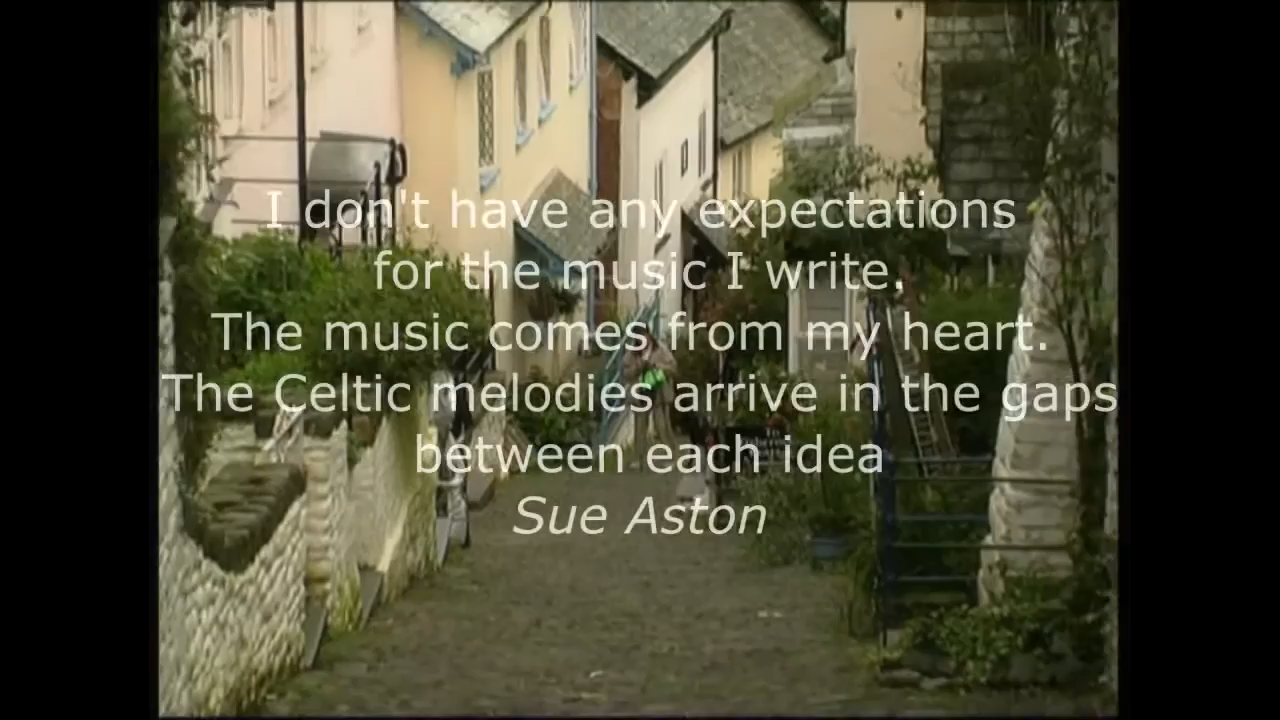 I don't have any expectations
for the music I write.
The music comes from my heart.
The Celtic melodies arrive in the gaps
between each idea
Sue Aston